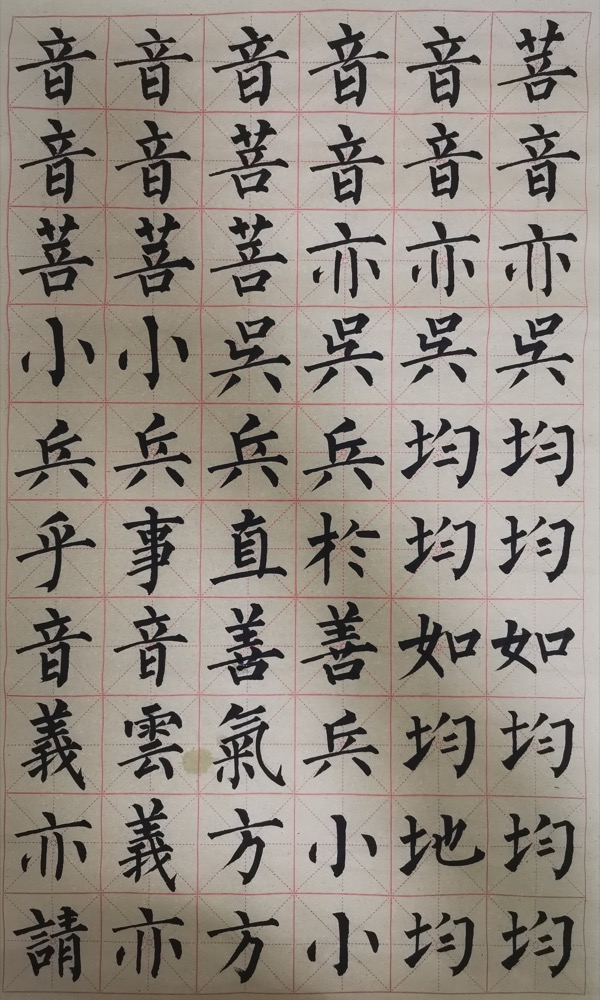 菩音亦吳均均如均均均
音音亦吳均均如均地均
音音亦吳兵於善兵小小
音菩菩吳兵直善氣方方
音音菩小兵事音雲義亦
音音菩小兵乎音義亦請